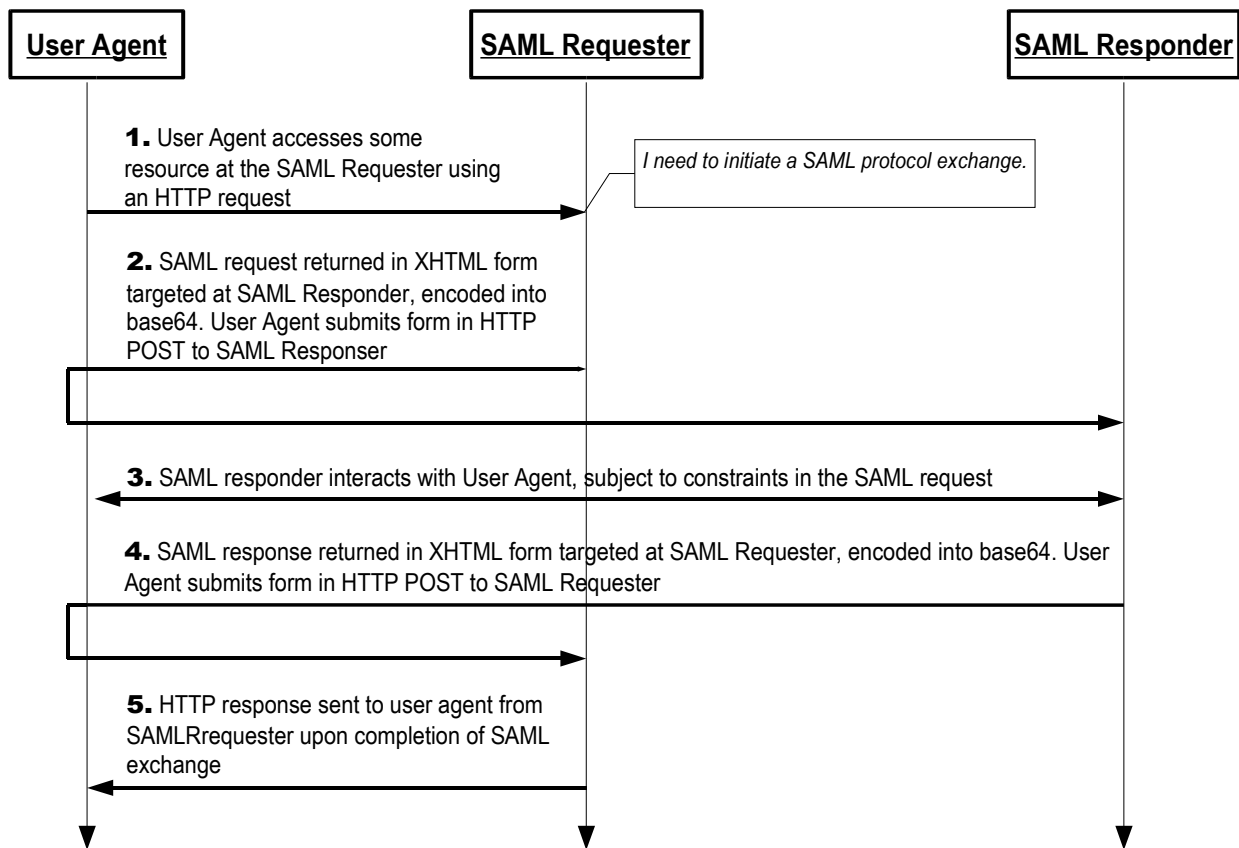 User Agent
SAML Requester
SAML Responder
1. User Agent accesses some
resource at the SAML Requester using
an HTTP request
I need to initiate a SAML protocol exchange.
2. SAML request returned in XHTML form
targeted at SAML Responder, encoded into
base64. User Agent submits form in HTTP
POST to SAML Responser
3. SAML responder interacts with User Agent, subject to constraints in the SAML request
4. SAML response returned in XHTML form targeted at SAML Requester, encoded into base64. User
Agent submits form in HTTP POST to SAML Requester
5. HTTP response sent to user agent from
SAMLRrequester upon completion of SAML
exchange